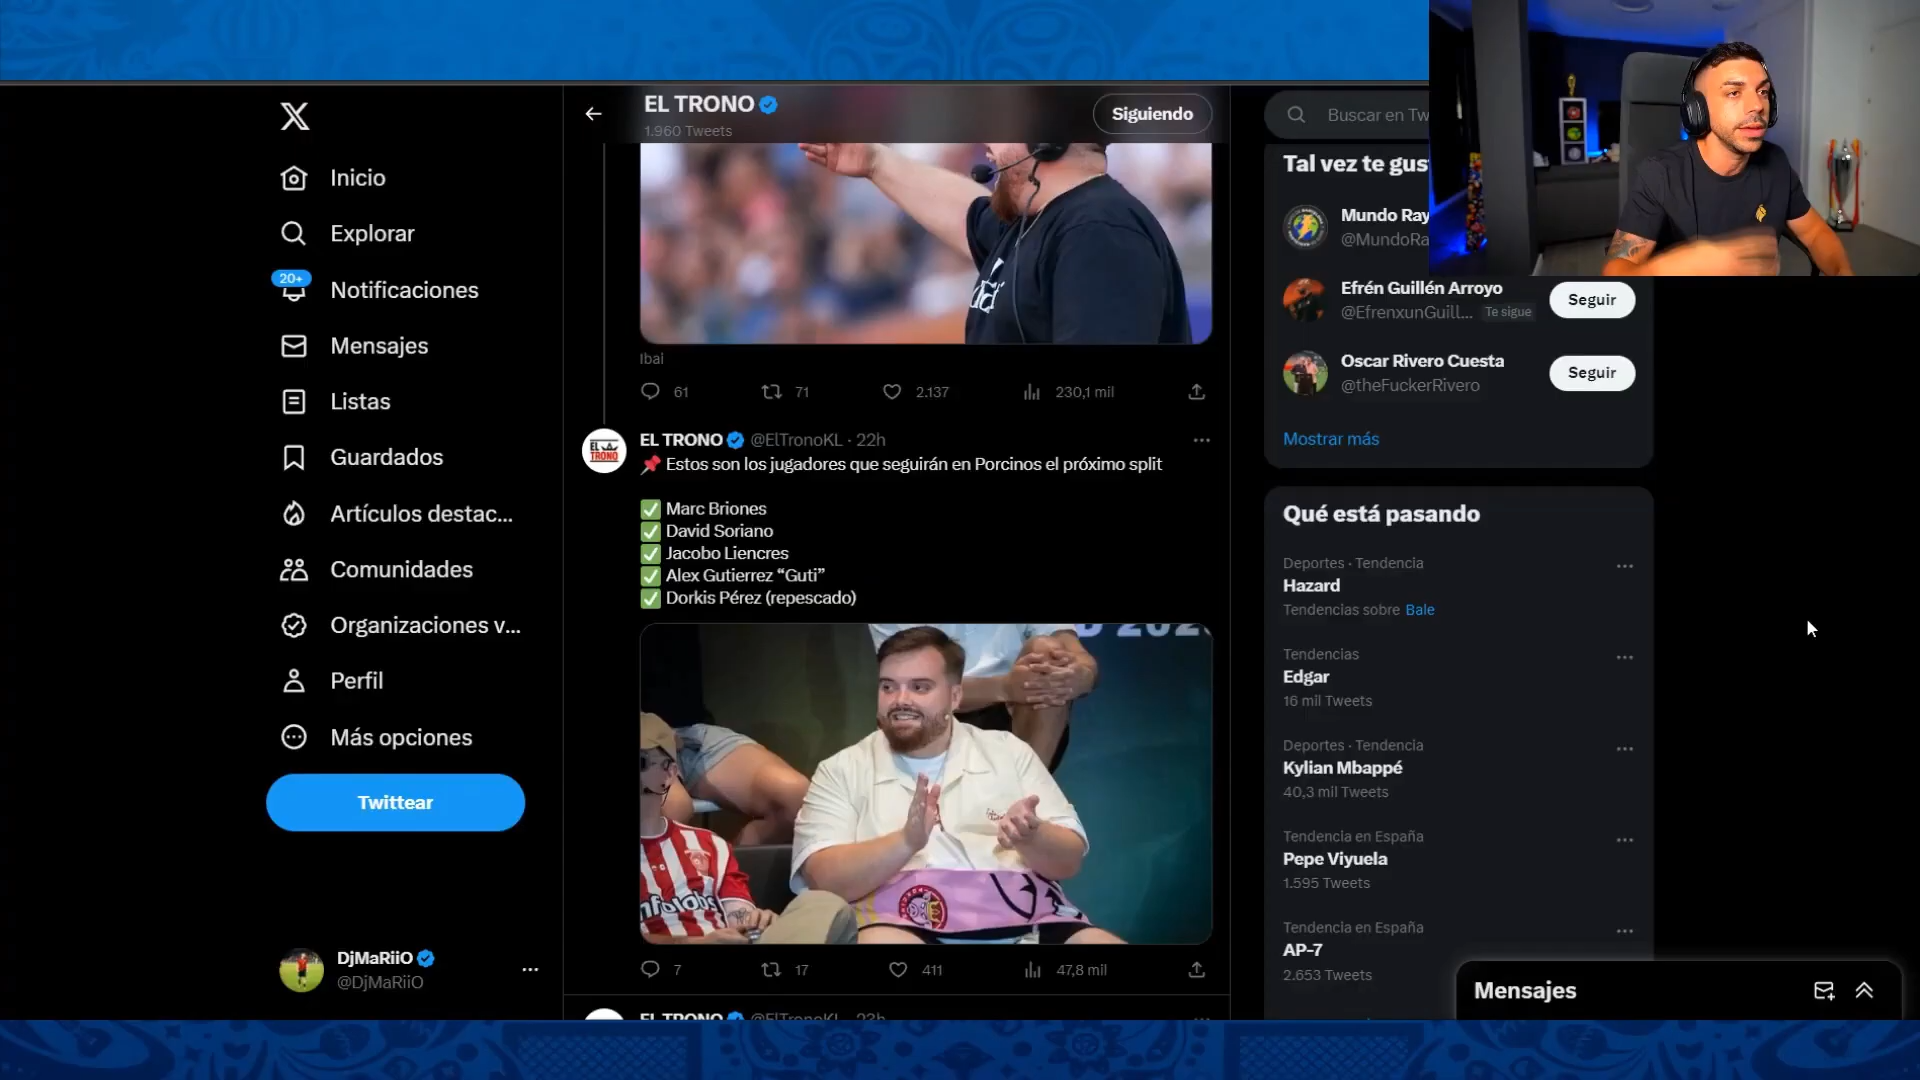 EL TRONO
1.960 Tweets
Siguiendo
Buscar en Tw
Inicio
Explorar
20+
Notificaciones
Mensajes
Listas
Guardados
Artículos destac...
Comunidades
Organizaciones v...
Perfil
Más opciones
Twittear
DjMaRiiO
@DjMaRiiO
Ibai
61
71
2.137
230,1 mil
EL TRONO
EL TRONO @ElTronoKL · 22h
📌 Estos son los jugadores que seguirán en Porcinos el próximo split
✅ Marc Briones
✅ David Soriano
✅ Jacobo Liencres
✅ Alex Gutierrez “Guti”
✅ Dorkis Pérez (repescado)
infojobs
7
17
411
47,8 mil
EL TRONO @ElTronoKL · 23h
Tal vez te gus
Mundo Ray
@MundoRa
Efrén Guillén Arroyo
@EfrenxunGuill... Te sigue
Seguir
Oscar Rivero Cuesta
@theFuckerRivero
Seguir
Mostrar más
Qué está pasando
Deportes · Tendencia
Hazard
Tendencias sobre Bale
Tendencias
Edgar
16 mil Tweets
Deportes · Tendencia
Kylian Mbappé
40,3 mil Tweets
Tendencia en España
Pepe Viyuela
1.595 Tweets
Tendencia en España
AP-7
2.653 Tweets
Mensajes